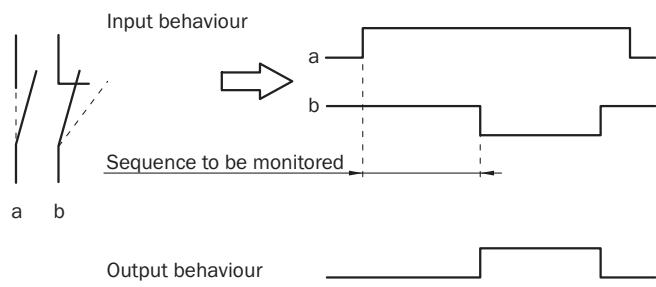 Input behaviour
a
b
Sequence to be monitored
a b
Output behaviour